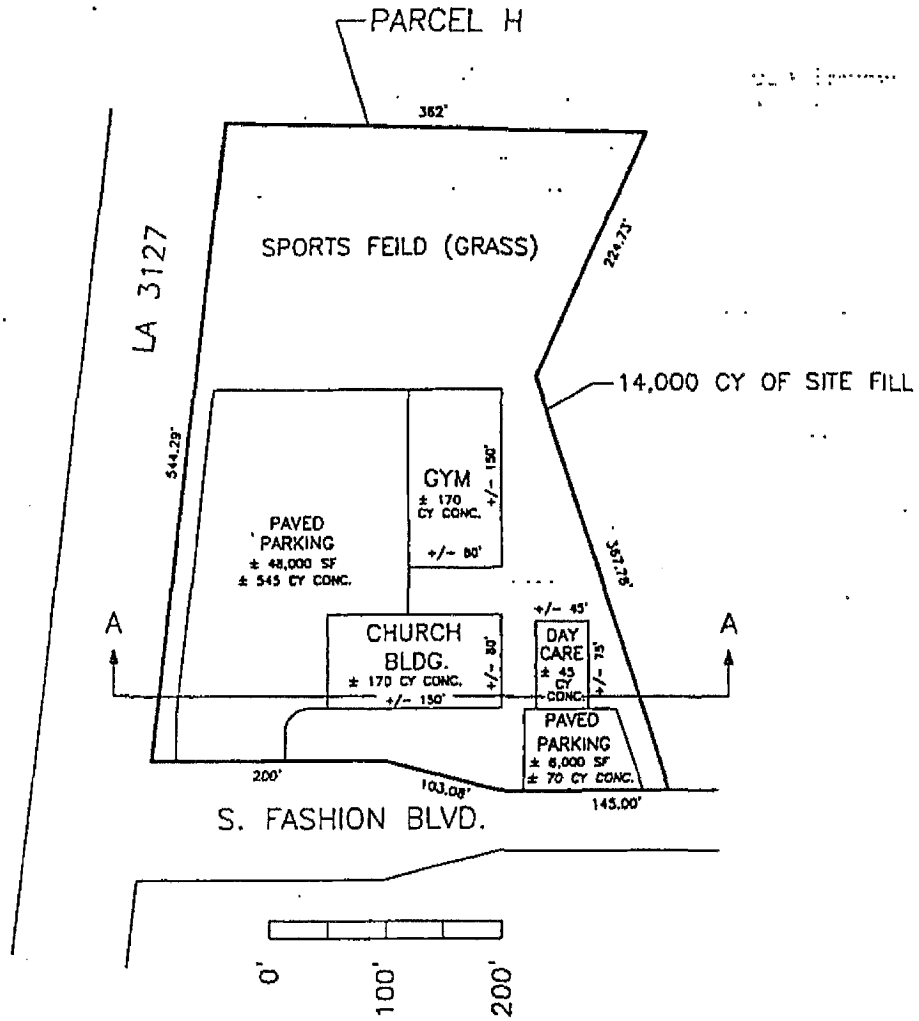 PARCEL H
362'
LA 3127
SPORTS FEILD (GRASS)
224.73'
14,000 CY OF SITE FILL
544.29'
GYM
± 170
CY CONC.
+/- 150'
+/- 80'
PAVED
PARKING
± 48,000 SF
± 545 CY CONC.
367.78'
A
A
CHURCH
BLDG.
± 170 CY CONC.
+/- 150'
+/- 80'
+/- 45'
DAY
CARE
± 45
CY
CONC.
+/- 75'
PAVED
PARKING
± 6,000 SF
± 70 CY CONC.
200'
103.08'
145.00'
S. FASHION BLVD.
0'
100'
200'